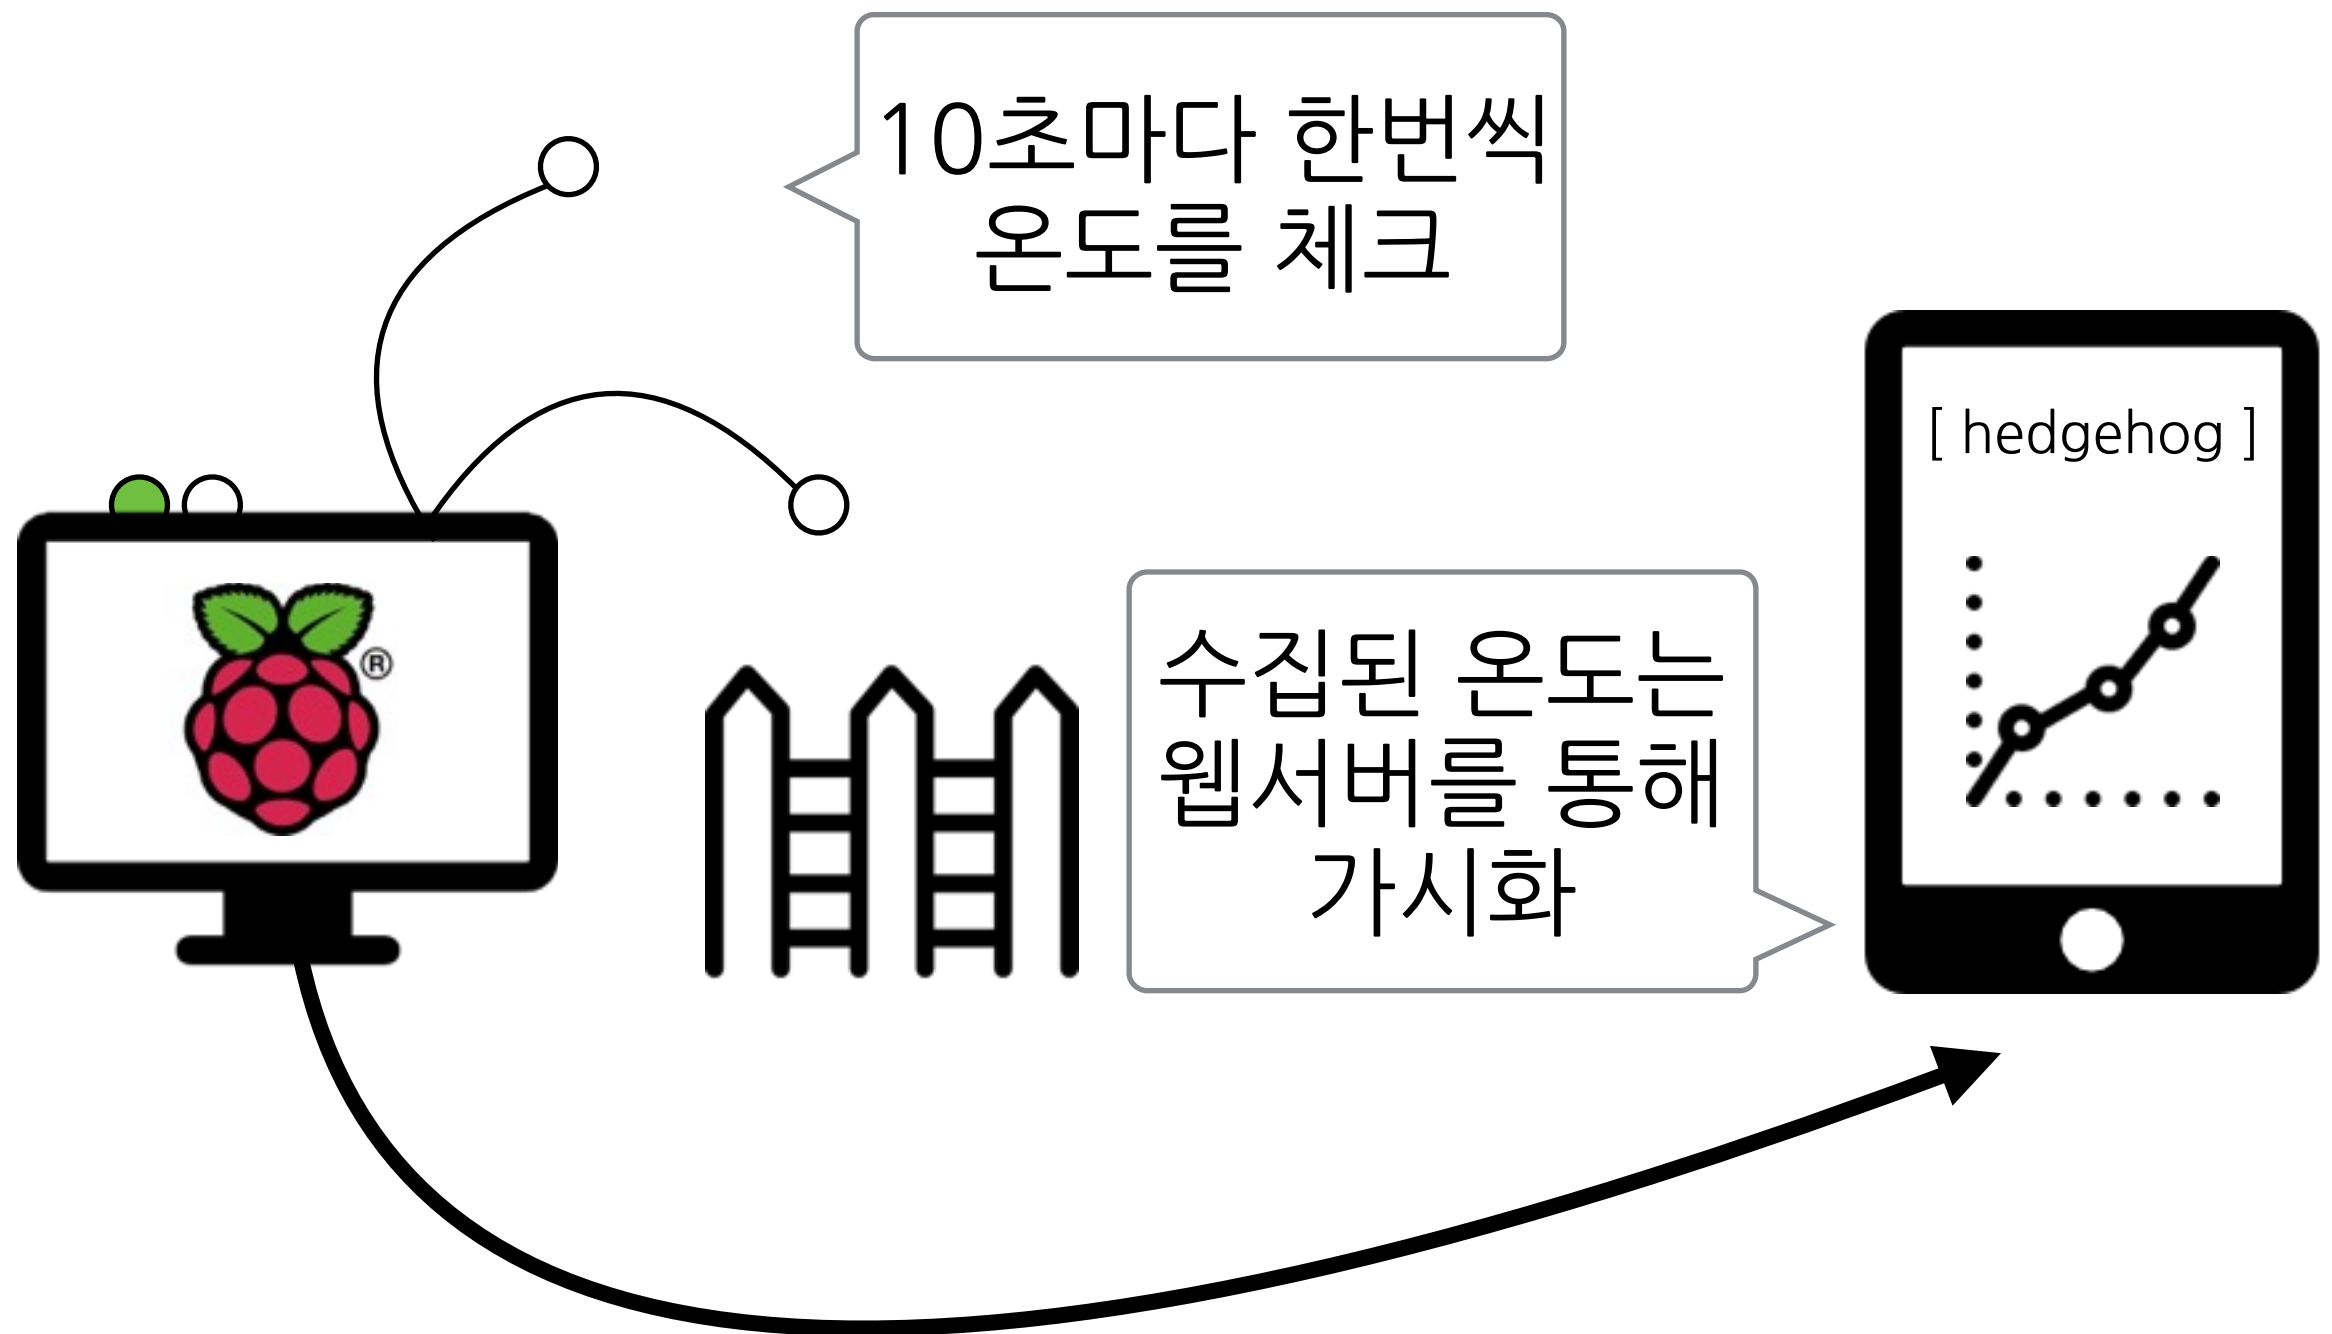 10초마다 한번씩
온도를 체크
[ hedgehog ]
®
수집된 온도는
웹서버를 통해
가시화